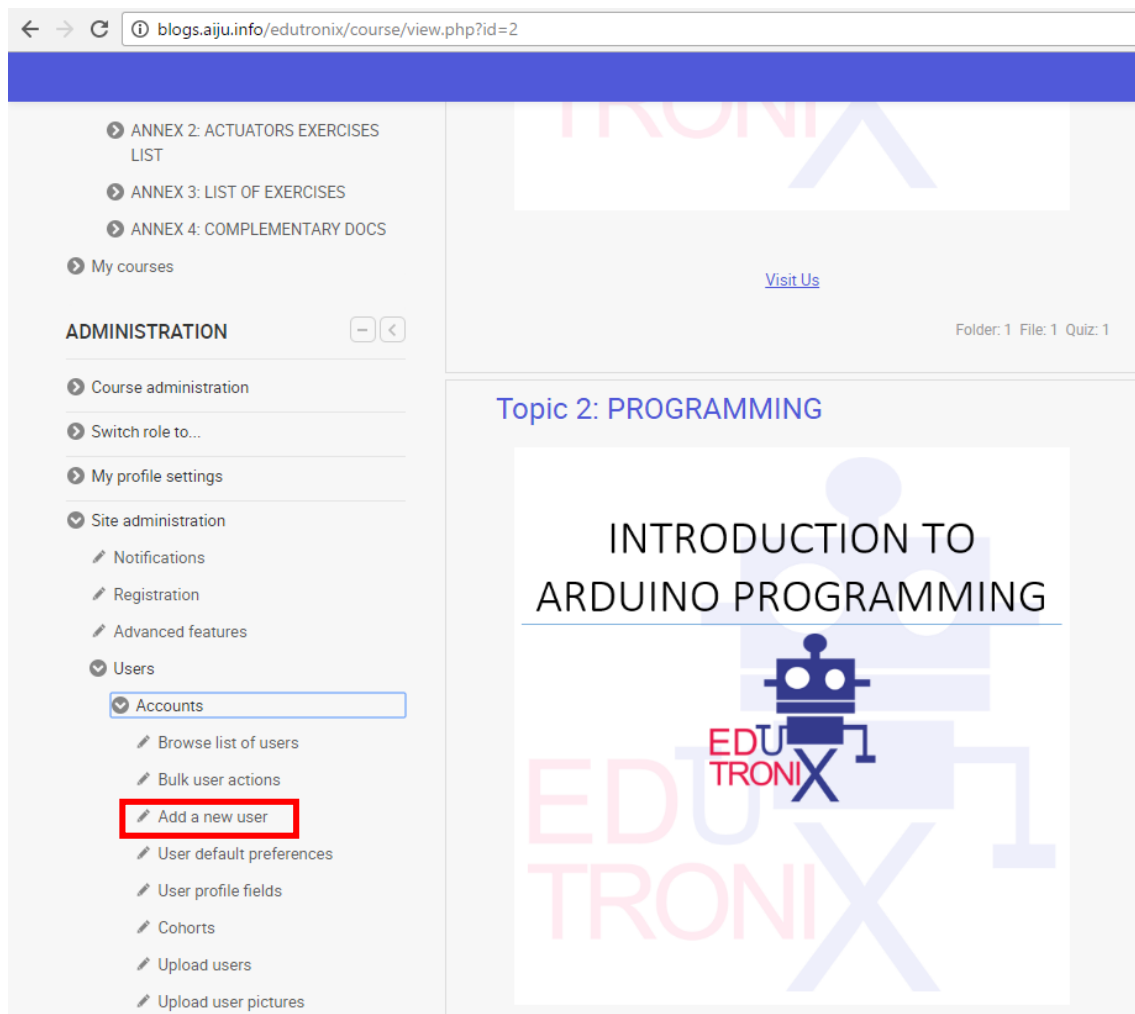 blogs.aiju.info/edutronix/course/view.php?id=2
ANNEX 2: ACTUATORS EXERCISES
LIST
ANNEX 3: LIST OF EXERCISES
ANNEX 4: COMPLEMENTARY DOCS
My courses
ADMINISTRATION
Course administration
Switch role to...
My profile settings
Site administration
Notifications
Registration
Advanced features
Users
Accounts
Browse list of users
Bulk user actions
Add a new user
User default preferences
User profile fields
Cohorts
Upload users
Upload user pictures
TRONIX
Visit Us
Folder: 1 File: 1 Quiz: 1
Topic 2: PROGRAMMING
INTRODUCTION TO
ARDUINO PROGRAMMING
EDU
TRONIX
EDU
TRONIX